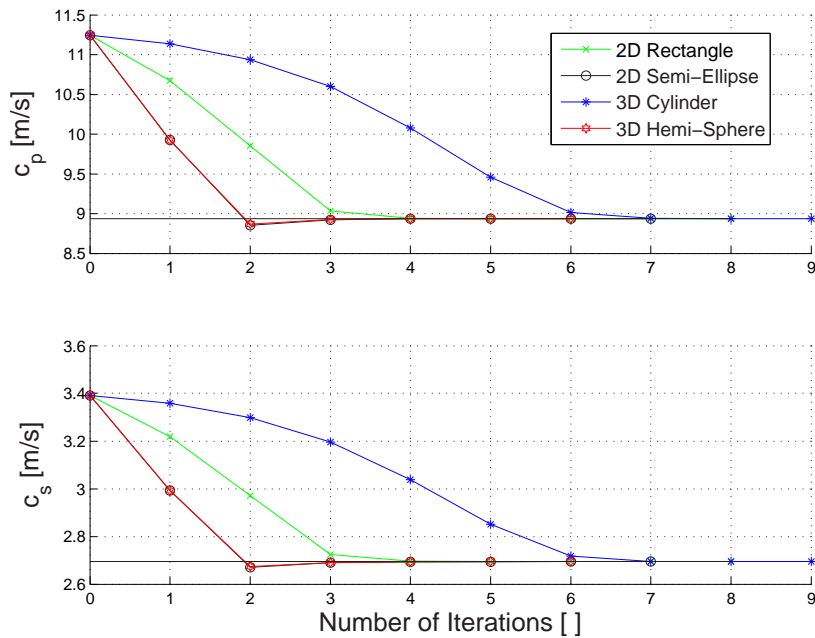 11.5
11
10.5
10
9.5
9
8.5
c_p [m/s]
0 1 2 3 4 5 6 7 8 9
2D Rectangle
2D Semi−Ellipse
3D Cylinder
3D Hemi−Sphere
3.6
3.4
3.2
3
2.8
2.6
c_s [m/s]
0 1 2 3 4 5 6 7 8 9
Number of Iterations [ ]